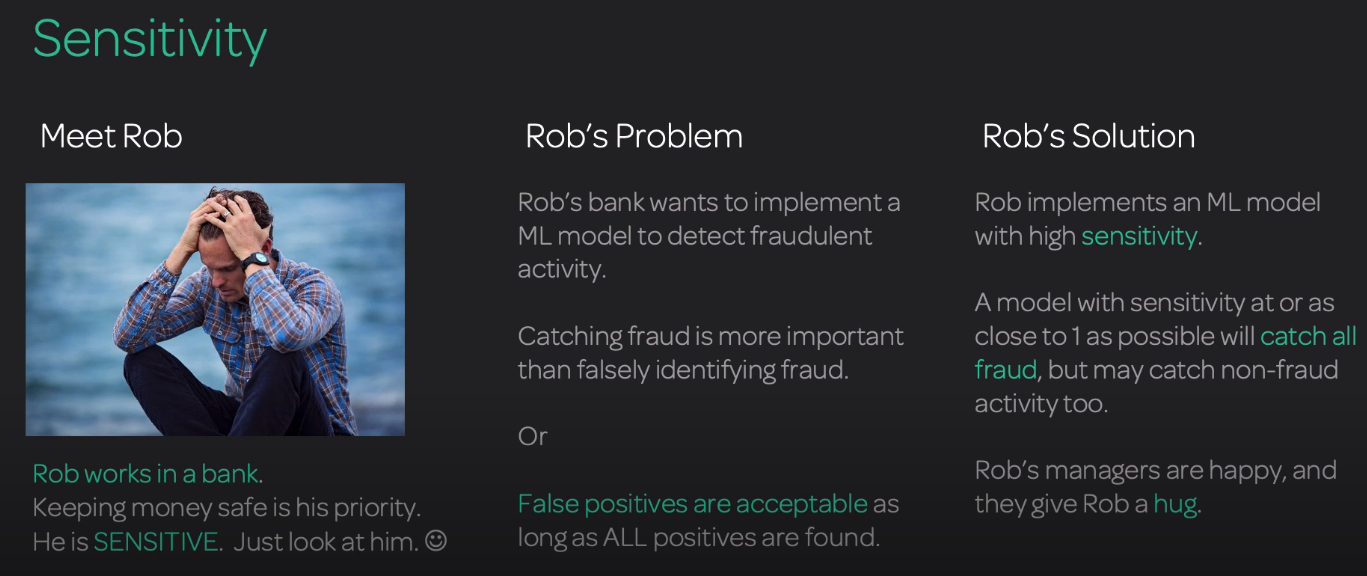 Sensitivity
Meet Rob
Rob works in a bank.
Keeping money safe is his priority.
He is SENSITIVE. Just look at him. ☺
Rob's Problem
Rob's bank wants to implement a
ML model to detect fraudulent
activity.
Catching fraud is more important
than falsely identifying fraud.
Or
False positives are acceptable as
long as ALL positives are found.
Rob's Solution
Rob implements an ML model
with high sensitivity.
A model with sensitivity at or as
close to 1 as possible will catch all
fraud, but may catch non-fraud
activity too.
Rob's managers are happy, and
they give Rob a hug.